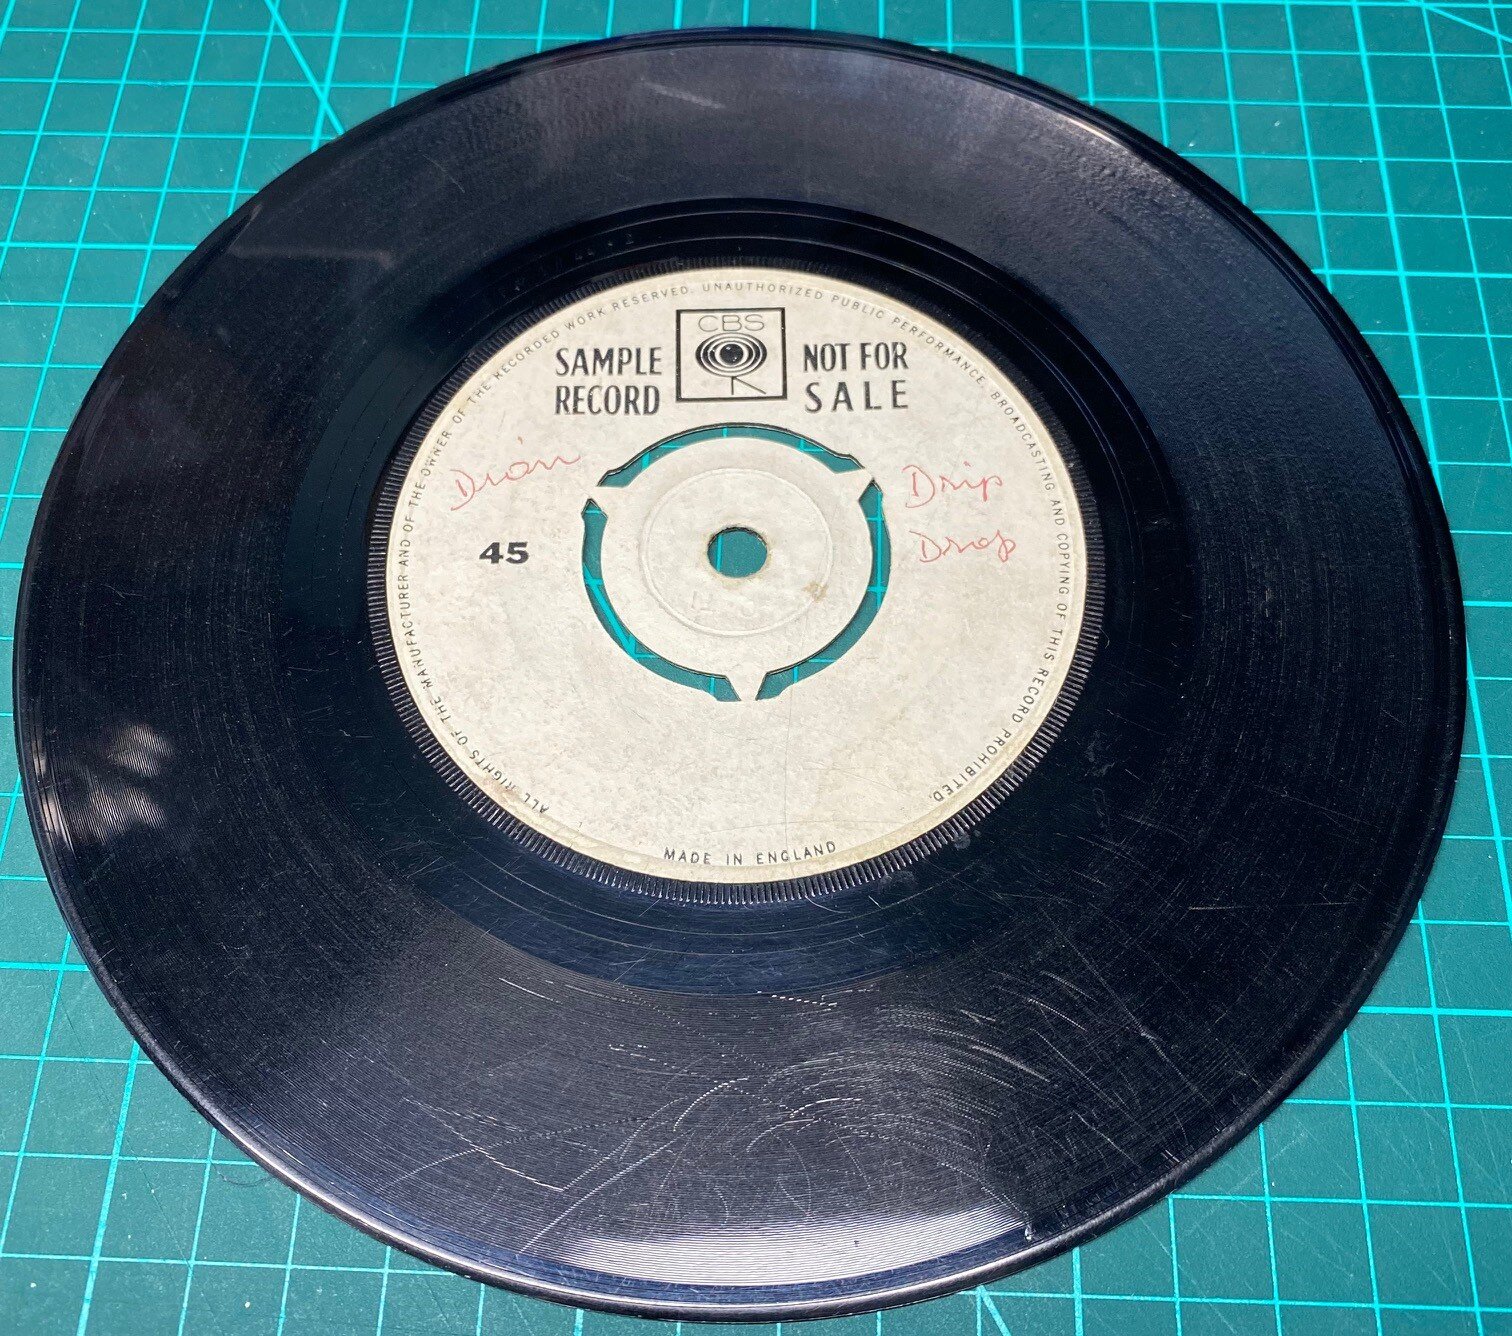 ALL RIGHTS OF THE MANUFACTURER AND OF THE OWNER OF THE RECORDED WORK RESERVED. UNAUTHORIZED PUBLIC PERFORMANCE, BROADCASTING AND COPYING OF THIS RECORD PROHIBITED.
CBS
SAMPLE RECORD
NOT FOR SALE
Dion
Drip
Drop
45
MADE IN ENGLAND